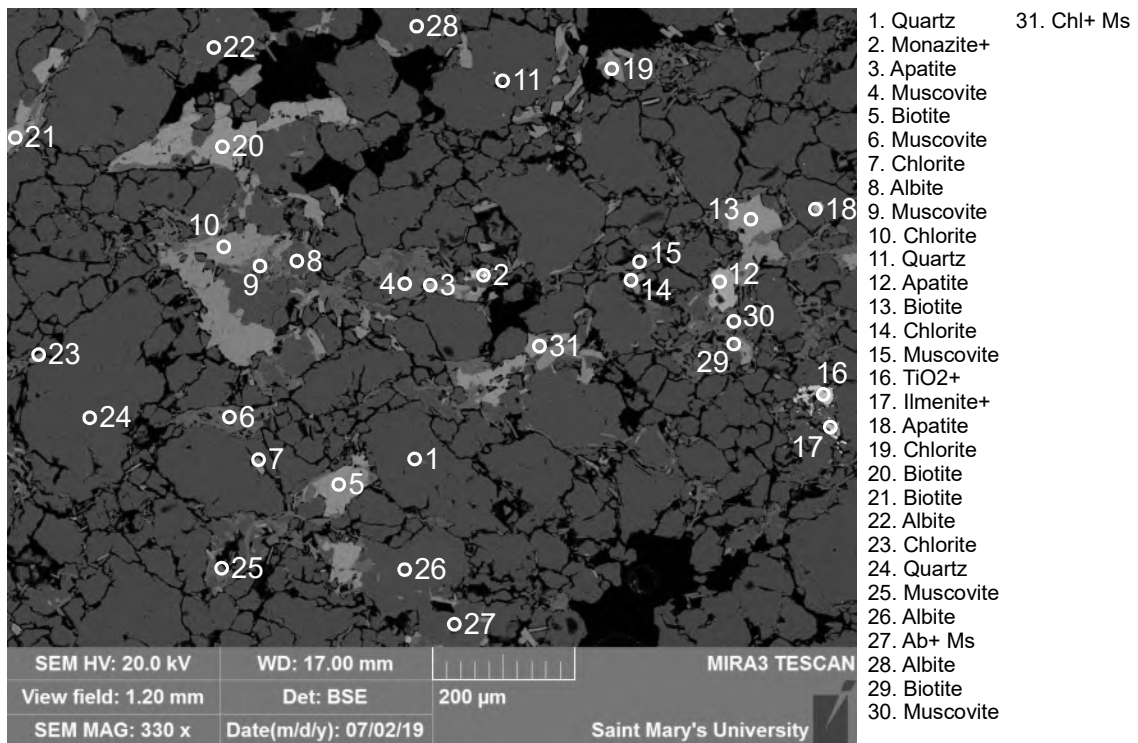 28
22
11
19
21
20
18
13
10
8
9
4
3
2
15
14
12
30
31
29
23
16
24
6
17
7
1
5
25
26
27
SEM HV: 20.0 kV WD: 17.00 mm MIRA3 TESCAN
View field: 1.20 mm Det: BSE 200 µm
SEM MAG: 330 x Date(m/d/y): 07/02/19 Saint Mary's University
1. Quartz
2. Monazite+
3. Apatite
4. Muscovite
5. Biotite
6. Muscovite
7. Chlorite
8. Albite
9. Muscovite
10. Chlorite
11. Quartz
12. Apatite
13. Biotite
14. Chlorite
15. Muscovite
16. TiO2+
17. Ilmenite+
18. Apatite
19. Chlorite
20. Biotite
21. Biotite
22. Albite
23. Chlorite
24. Quartz
25. Muscovite
26. Albite
27. Ab+ Ms
28. Albite
29. Biotite
30. Muscovite
31. Chl+ Ms